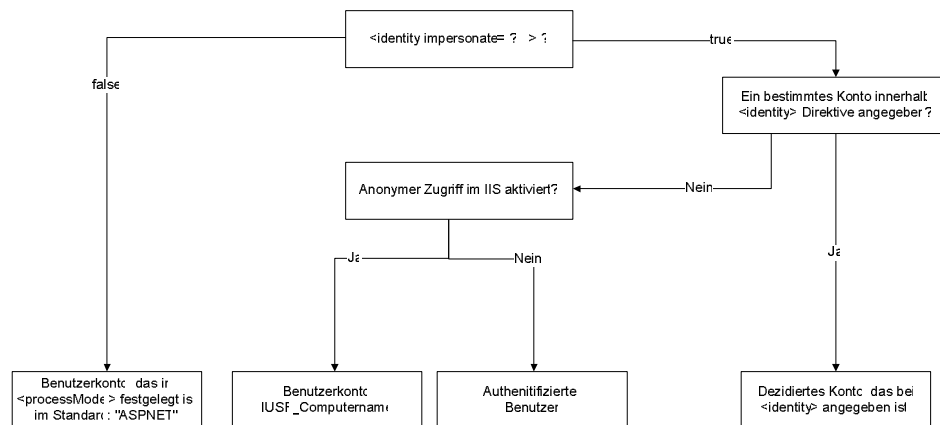 <identity impersonate= ? > ?
true
false
Ein bestimmtes Konto innerhalb
<identity> Direktive angegeben?
Nein
Anonymer Zugriff im IIS aktiviert?
Ja
Ja
Nein
Benutzerkonto das in
<processModel> festgelegt is
im Standard: "ASPNET"
Benutzerkonto
IUSR_Computername
Authenitifizierte
Benutzer
Dezidiertes Konto das bei
<identity> angegeben ist